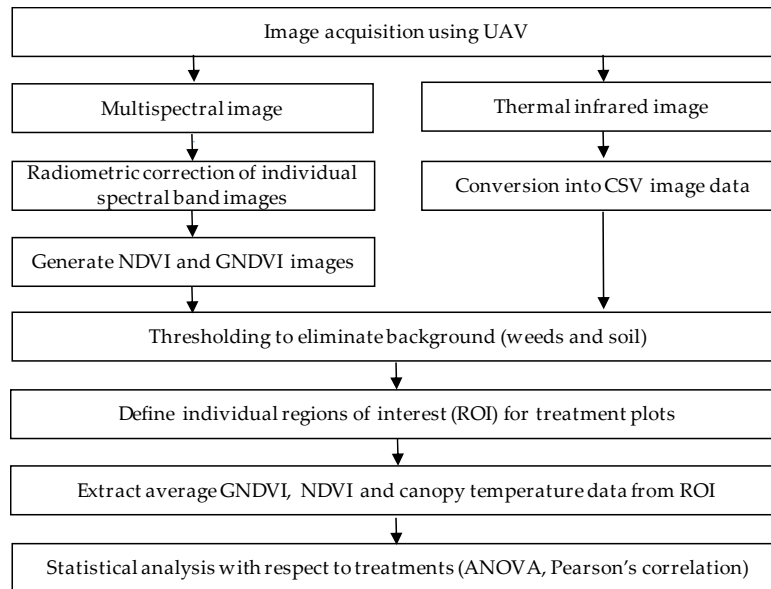 Image acquisition using UAV
Multispectral image
Thermal infrared image
Radiometric correction of individual
spectral band images
Conversion into CSV image data
Generate NDVI and GNDVI images
Thresholding to eliminate background (weeds and soil)
Define individual regions of interest (ROI) for treatment plots
Extract average GNDVI, NDVI and canopy temperature data from ROI
Statistical analysis with respect to treatments (ANOVA, Pearson's correlation)